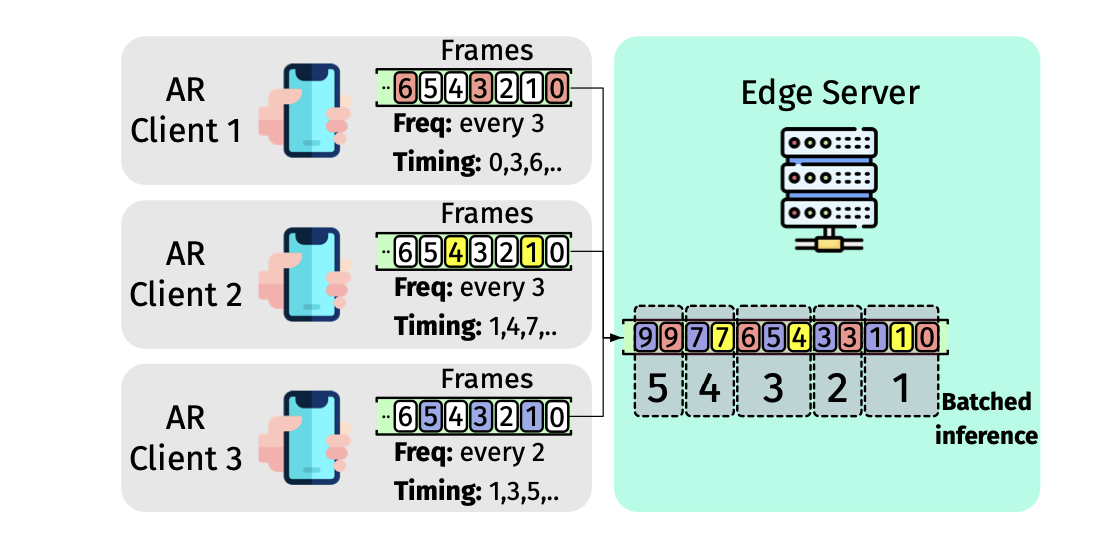 Frames
AR
Client 1
··6543210
Freq: every 3
Timing: 0,3,6,..
Frames
AR
Client 2
··6543210
Freq: every 3
Timing: 1,4,7,..
Frames
AR
Client 3
··6543210
Freq: every 2
Timing: 1,3,5,..
Edge Server
997765433110
5 4 3 2 1
Batched
inference